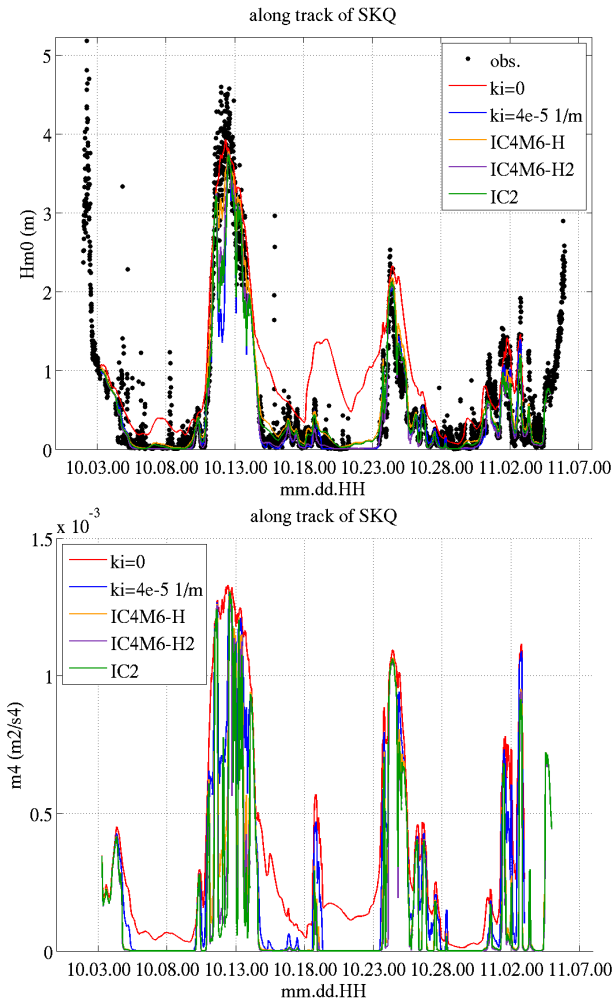 along track of SKQ
5
4
3
2
1
0
Hm0 (m)
obs.
ki=0
ki=4e-5 1/m
IC4M6-H
IC4M6-H2
IC2
10.03.00 10.08.00 10.13.00 10.18.00 10.23.00 10.28.00 11.02.00 11.07.00
mm.dd.HH
along track of SKQ
x 10^-3
1.5
1
0.5
0
m4 (m2/s4)
ki=0
ki=4e-5 1/m
IC4M6-H
IC4M6-H2
IC2
10.03.00 10.08.00 10.13.00 10.18.00 10.23.00 10.28.00 11.02.00 11.07.00
mm.dd.HH